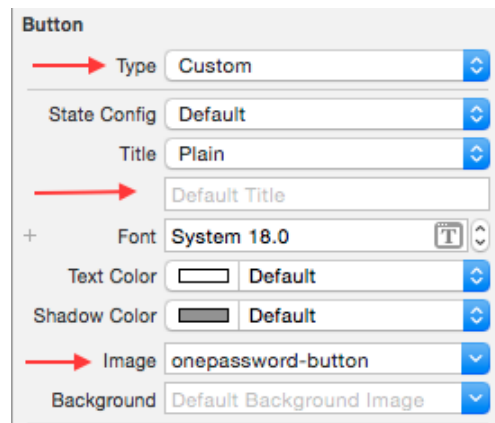 Button
Type Custom
State Config Default
Title Plain
Default Title
+ Font System 18.0 T
Text Color Default
Shadow Color Default
Image onepassword-button
Background Default Background Image